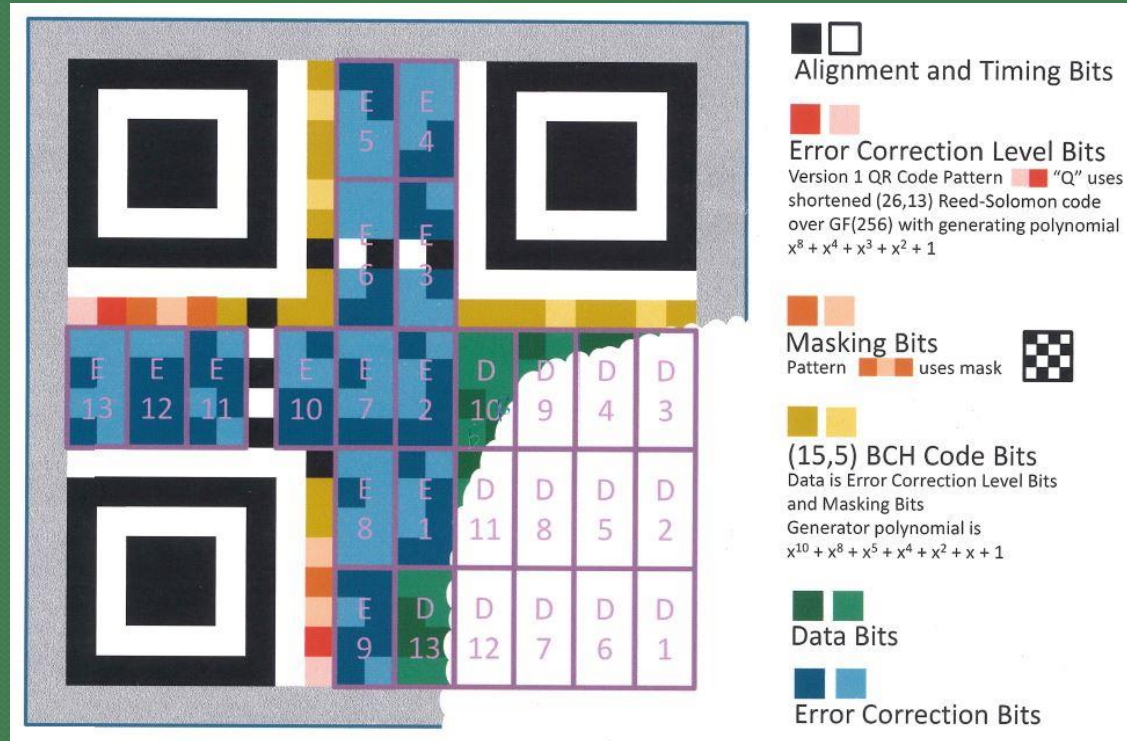 E 5
E 4
E 6
E 3
E 13
E 12
E 11
E 10
E 7
E 2
D 10
D 9
D 4
D 3
E 8
E 1
D 11
D 8
D 5
D 2
E 9
D 13
D 12
D 7
D 6
D 1
Alignment and Timing Bits
Error Correction Level Bits
Version 1 QR Code Pattern “Q” uses
shortened (26,13) Reed-Solomon code
over GF(256) with generating polynomial
x⁸ + x⁴ + x³ + x² + 1
Masking Bits
Pattern uses mask
(15,5) BCH Code Bits
Data is Error Correction Level Bits
and Masking Bits
Generator polynomial is
x¹⁰ + x⁸ + x⁵ + x⁴ + x² + x + 1
Data Bits
Error Correction Bits